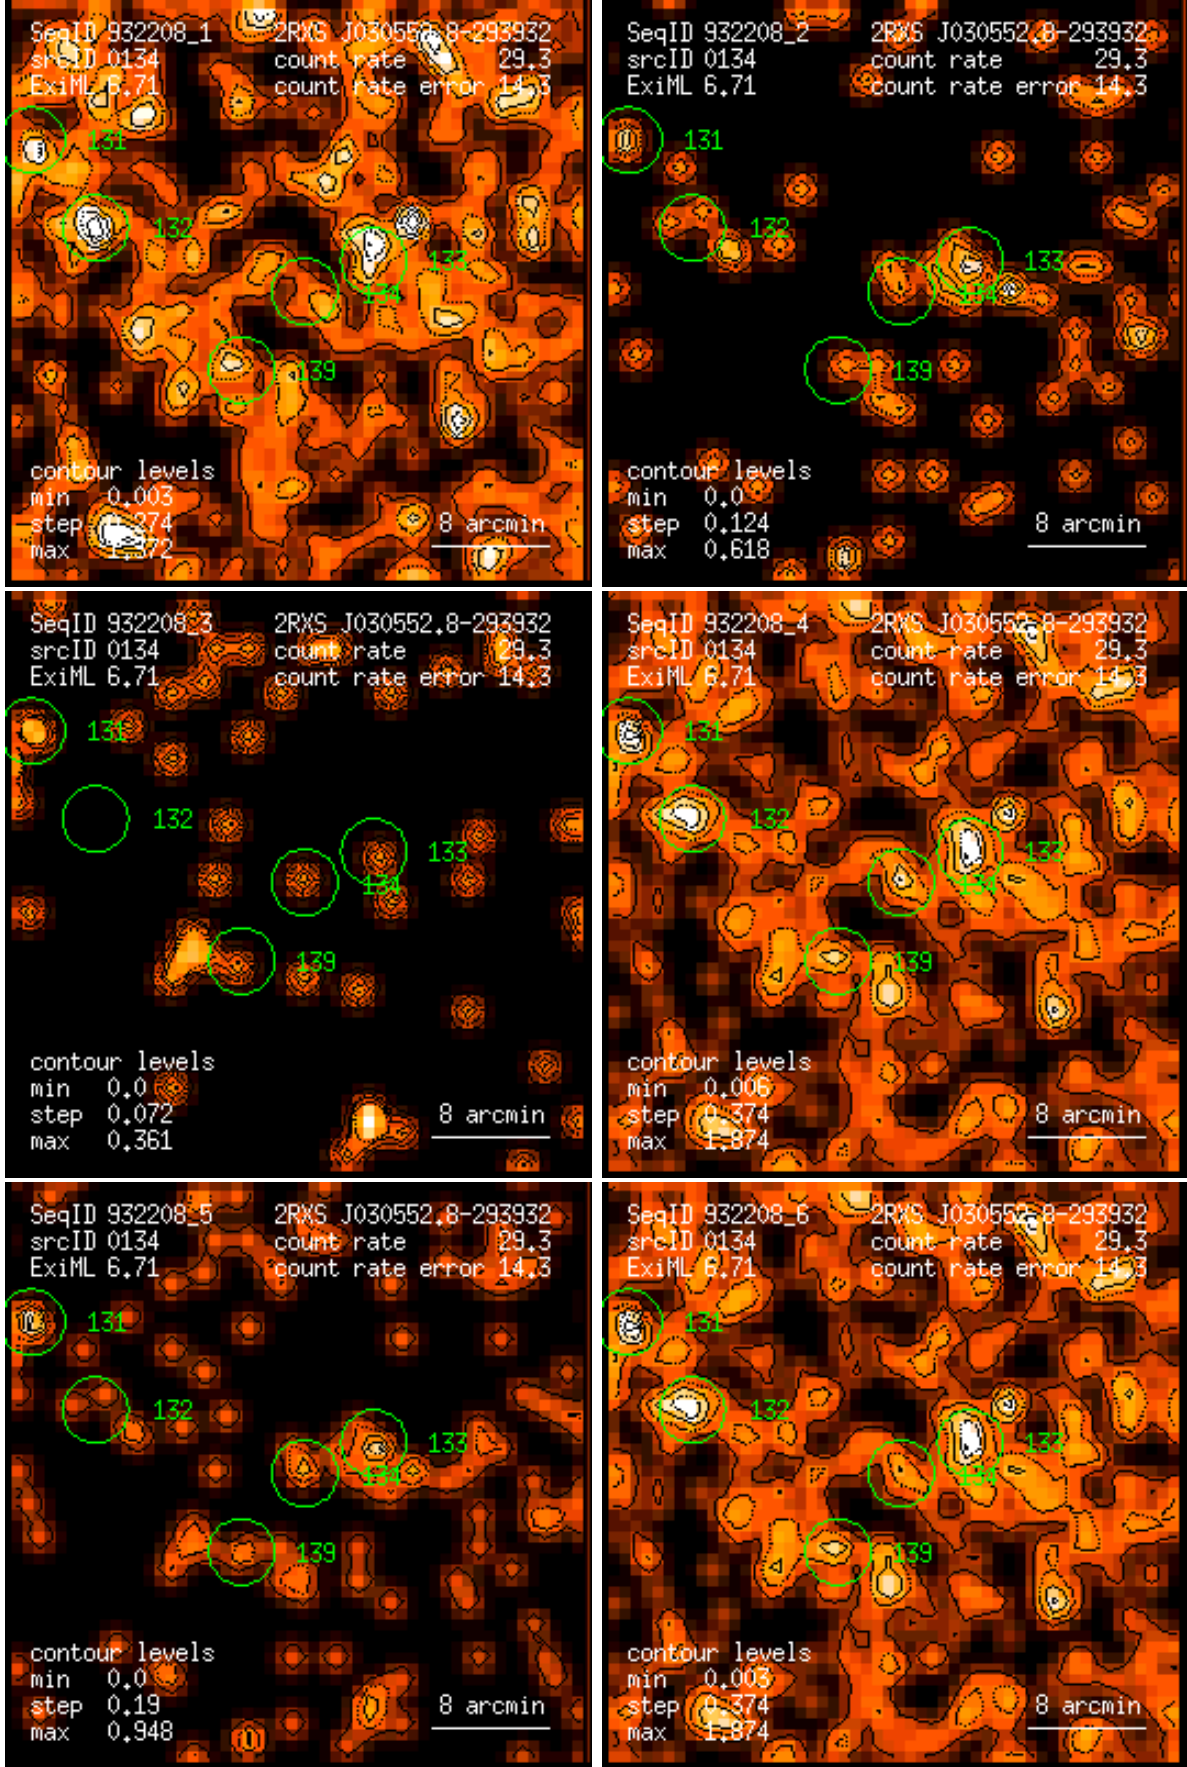 SeqID 932208_1 2RXS J030552.8-293932
srcID 0134 count rate 29.3
ExiML 6.71 count rate error 14.3
131
132
133
134
139
contour levels
min 0.003
step 0.274
max 1.372
8 arcmin
SeqID 932208_2 2RXS J030552.8-293932
srcID 0134 count rate 29.3
ExiML 6.71 count rate error 14.3
131
132
133
134
139
contour levels
min 0.0
step 0.124
max 0.618
8 arcmin
SeqID 932208_3 2RXS J030552.8-293932
srcID 0134 count rate 29.3
ExiML 6.71 count rate error 14.3
131
132
133
134
139
contour levels
min 0.0
step 0.072
max 0.361
8 arcmin
SeqID 932208_4 2RXS J030552.8-293932
srcID 0134 count rate 29.3
ExiML 6.71 count rate error 14.3
131
132
133
134
139
contour levels
min 0.006
step 0.374
max 1.874
8 arcmin
SeqID 932208_5 2RXS J030552.8-293932
srcID 0134 count rate 29.3
ExiML 6.71 count rate error 14.3
131
132
133
134
139
contour levels
min 0.0
step 0.19
max 0.948
8 arcmin
SeqID 932208_6 2RXS J030552.8-293932
srcID 0134 count rate 29.3
ExiML 6.71 count rate error 14.3
131
132
133
134
139
contour levels
min 0.003
step 0.374
max 1.874
8 arcmin